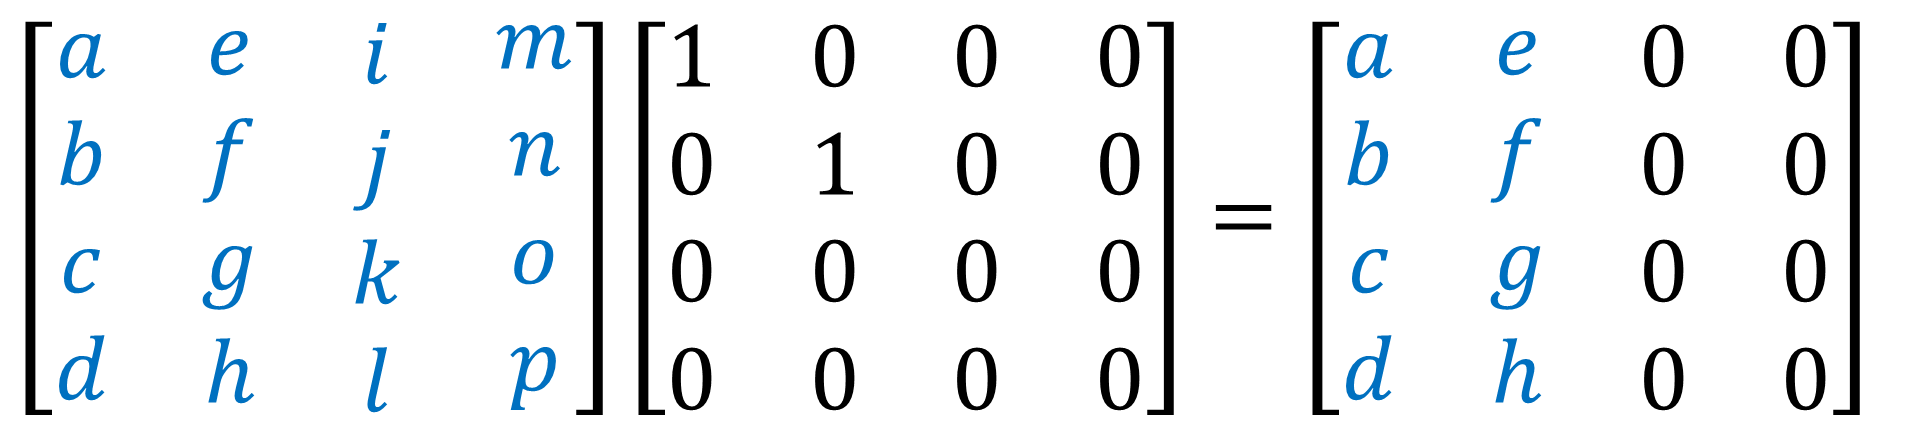 [a e i m] [1 0 0 0] [a e 0 0]
[b f j n] [0 1 0 0] = [b f 0 0]
[c g k o] [0 0 0 0] [c g 0 0]
[d h l p] [0 0 0 0] [d h 0 0]